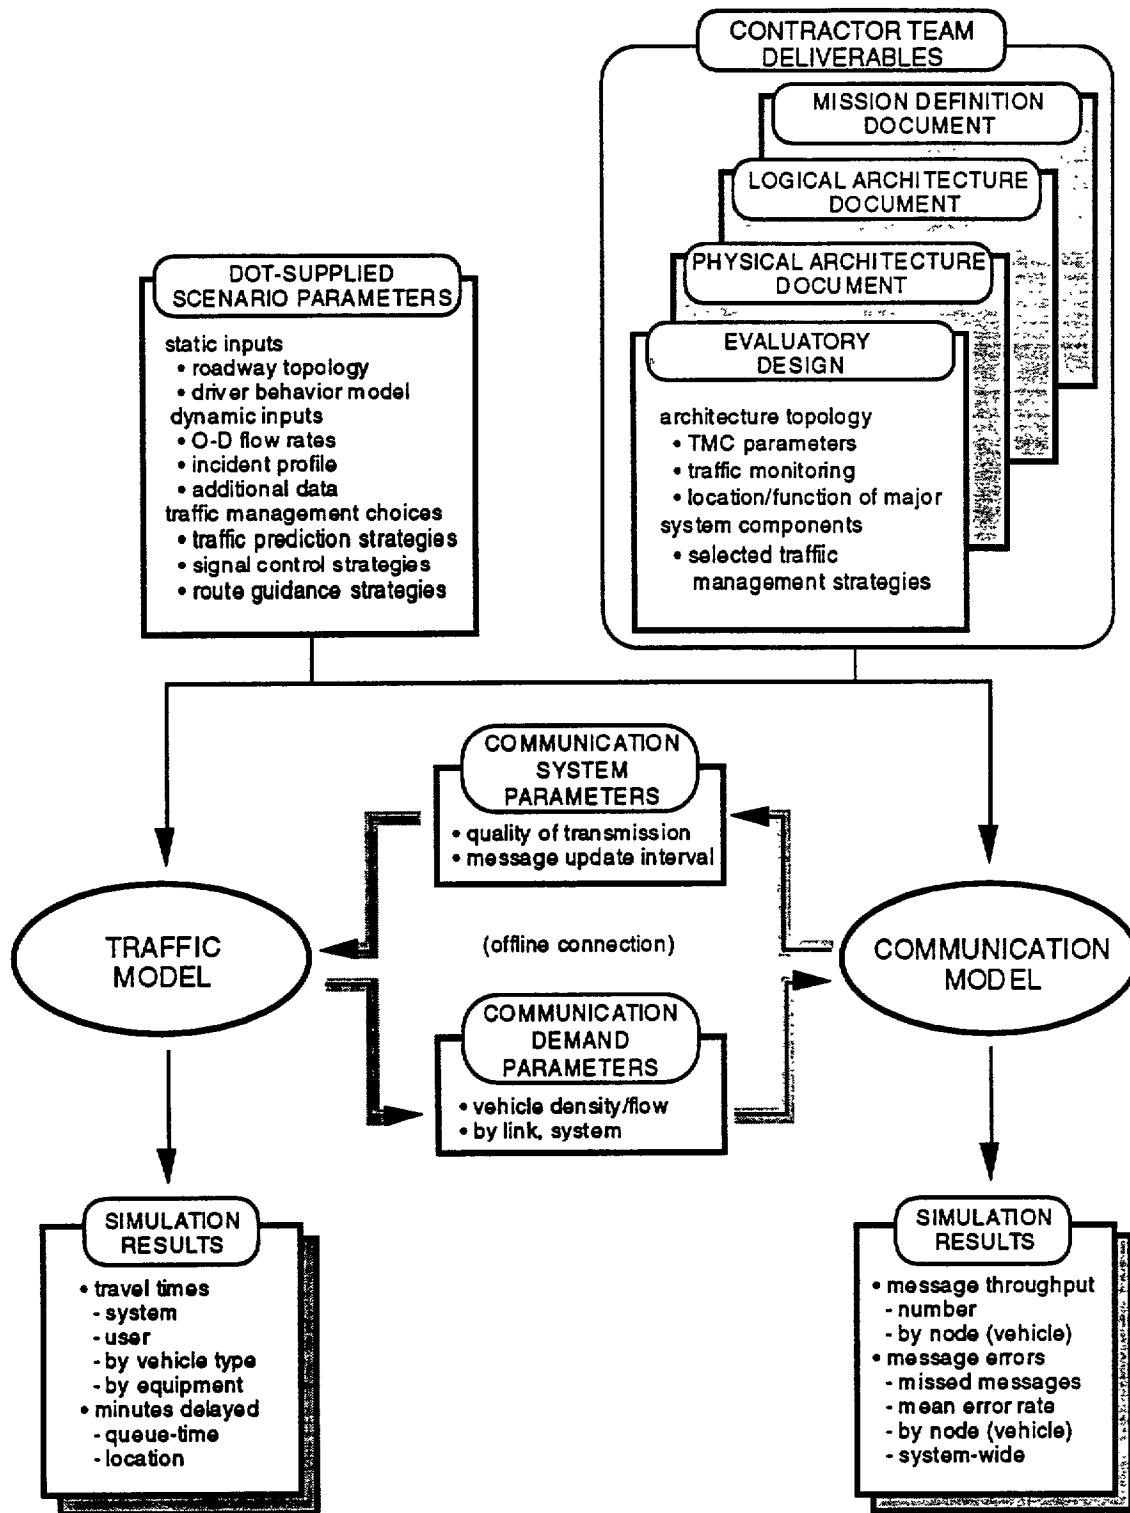 CONTRACTOR TEAM
DELIVERABLES
MISSION DEFINITION
DOCUMENT
LOGICAL ARCHITECTURE
DOCUMENT
PHYSICAL ARCHITECTURE
DOCUMENT
EVALUATORY
DESIGN
architecture topology
• TMC parameters
• traffic monitoring
• location/function of major
system components
• selected traffiic
management strategies
DOT-SUPPLIED
SCENARIO PARAMETERS
static inputs
• roadway topology
• driver behavior model
dynamic inputs
• O-D flow rates
• incident profile
• additional data
traffic management choices
• traffic prediction strategies
• signal control strategies
• route guidance strategies
COMMUNICATION
SYSTEM
PARAMETERS
• quality of transmission
• message update interval
TRAFFIC
MODEL
(offline connection)
COMMUNICATION
MODEL
COMMUNICATION
DEMAND
PARAMETERS
• vehicle density/flow
• by link, system
SIMULATION
RESULTS
• travel times
- system
- user
- by vehicle type
- by equipment
• minutes delayed
- queue-time
- location
SIMULATION
RESULTS
• message throughput
- number
- by node (vehicle)
• message errors
- missed messages
- mean error rate
- by node (vehicle)
- system-wide